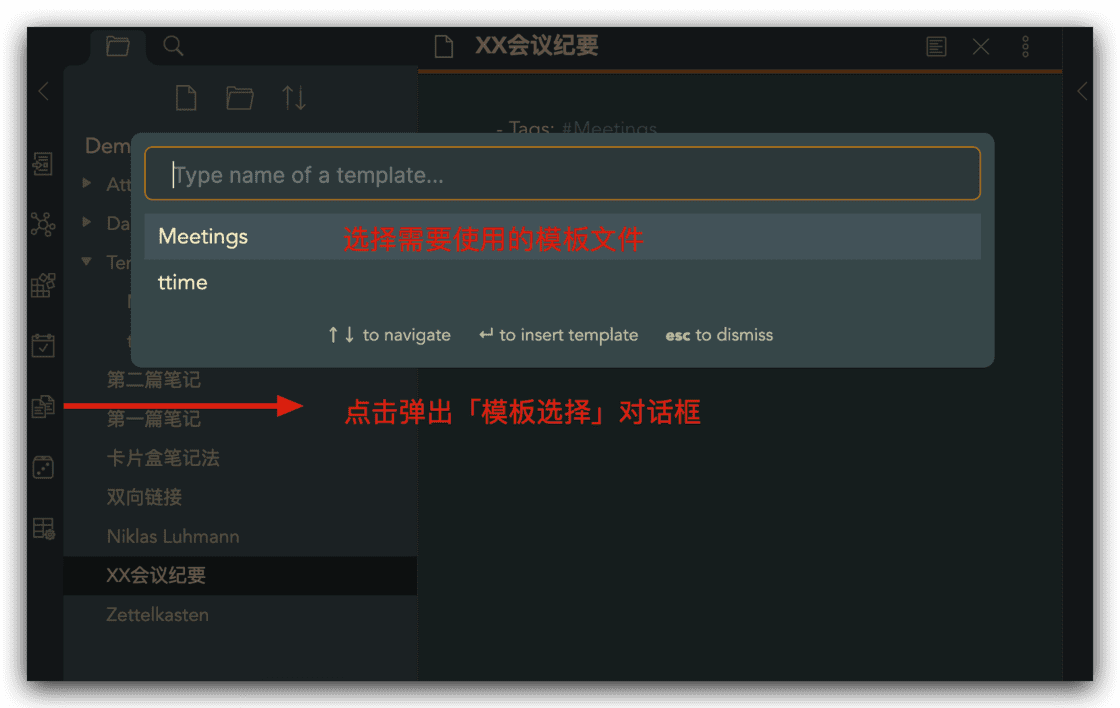 XX会议纪要
- Tags: #Meetings
Dem
Att
Da
Ter
Type name of a template...
Meetings 选择需要使用的模板文件
ttime
↑↓ to navigate ↵ to insert template esc to dismiss
第二篇笔记
第一篇笔记
点击弹出「模板选择」对话框
卡片盒笔记法
双向链接
Niklas Luhmann
XX会议纪要
Zettelkasten